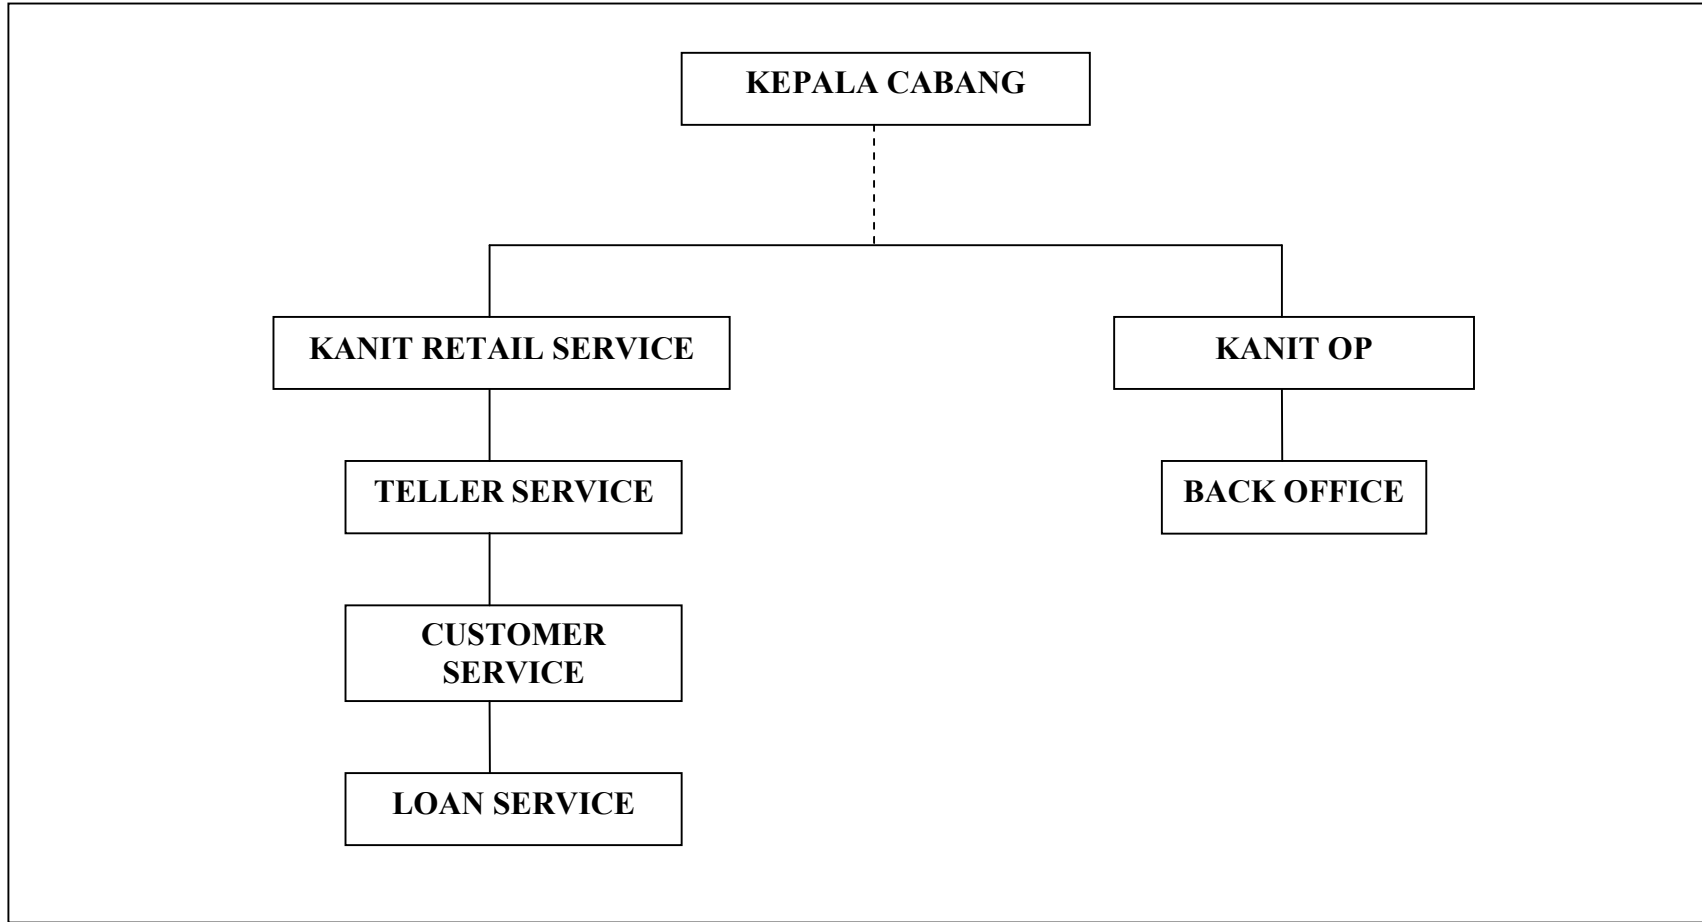 KEPALA CABANG
KANIT RETAIL SERVICE
KANIT OP
TELLER SERVICE
BACK OFFICE
CUSTOMER
SERVICE
LOAN SERVICE